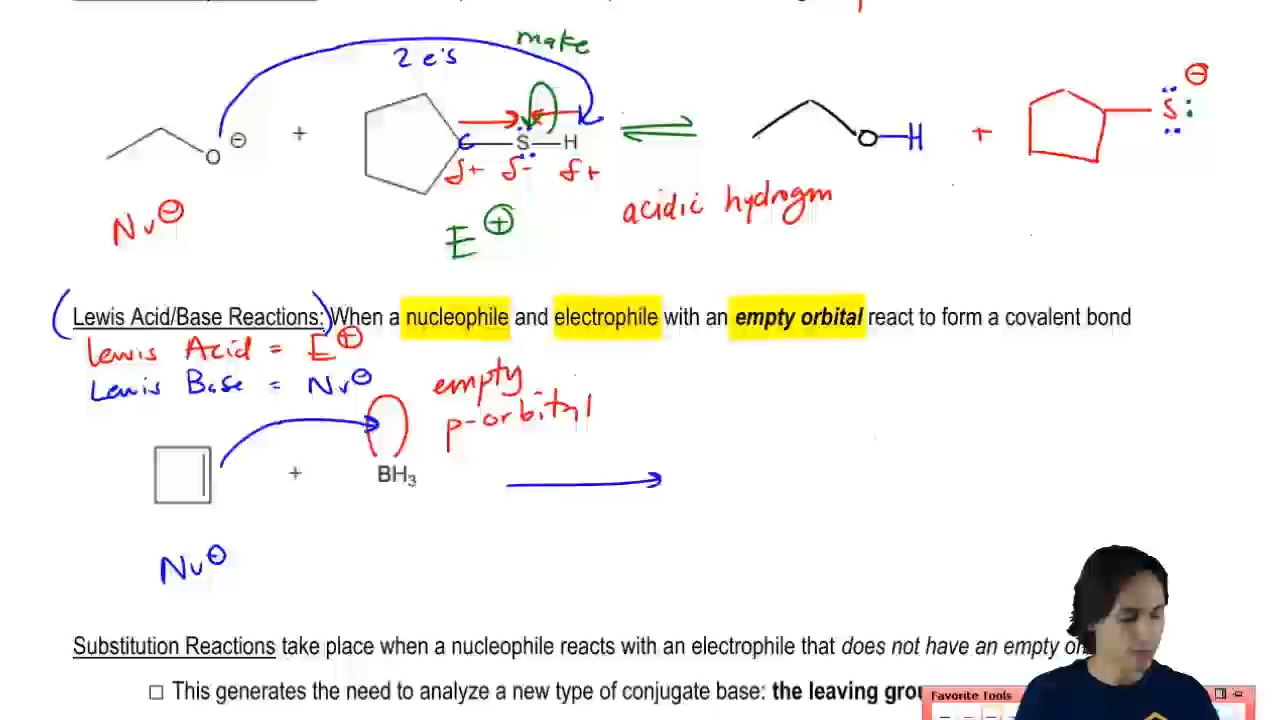 make
2 e's
O ⊖ + C S H ⇌ O H + S ⊖
δ+ δ- δ+
acidic hydrogen
Nu⊖
E⊕
Lewis Acid/Base Reactions: When a nucleophile and electrophile with an empty orbital react to form a covalent bond
Lewis Acid = E⊕
Lewis Base = Nu⊖
empty
p-orbital
+ BH₃
Nu⊖
Substitution Reactions take place when a nucleophile reacts with an electrophile that does not have an empty
This generates the need to analyze a new type of conjugate base: the leaving
Favorite Tools